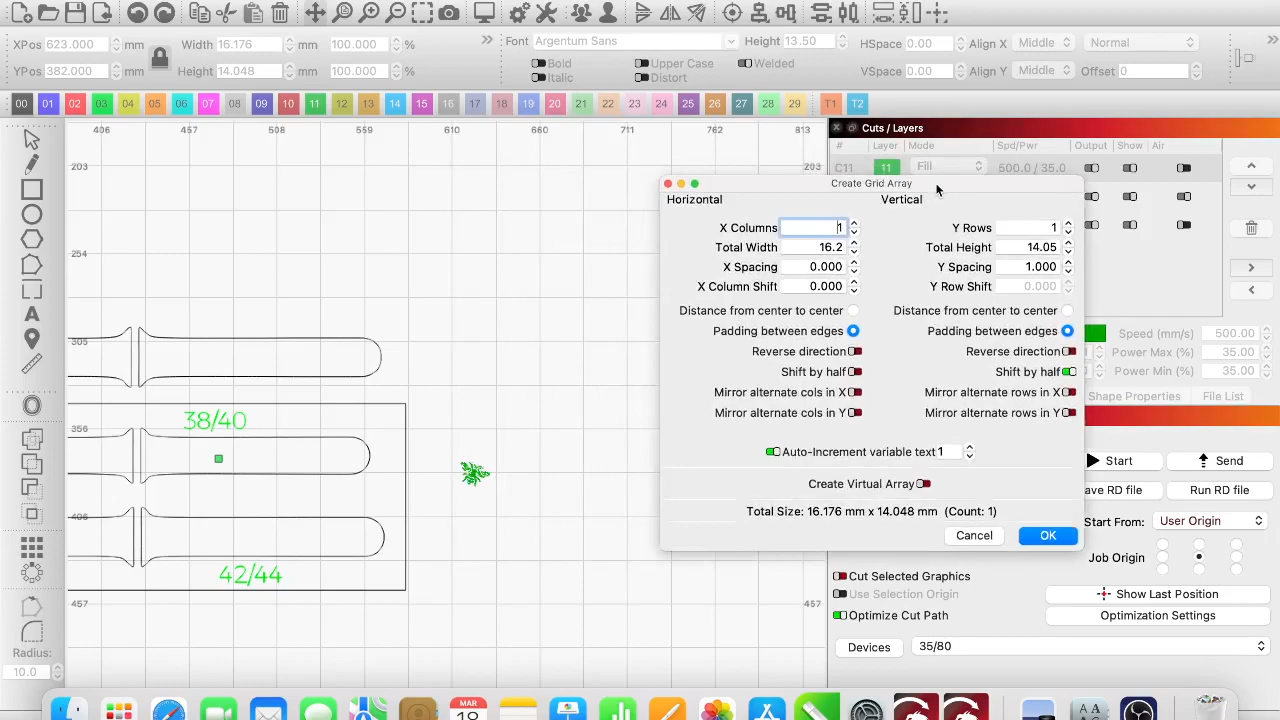 XPos 623.000 mm Width 16.176 mm 100.000 % Font Argentum Sans Height 13.50 HSpace 0.00 Align X Middle Normal
YPos 382.000 mm Height 14.048 mm 100.000 % Bold Upper Case Welded VSpace 0.00 Align Y Middle Offset 0
Italic Distort
00 01 02 03 04 05 06 07 08 09 10 11 12 13 14 15 16 17 18 19 20 21 22 23 24 25 26 27 28 29 T1 T2
406 457 508 559 610 660 711 762 813
203 203
254
305
356
406
457 457
38/40
42/44
Radius:
10.0
Cuts / Layers
# Layer Mode Spd/Pwr Output Show Air
C11 11 Fill 500.0 / 35.0
Create Grid Array
Horizontal Vertical
X Columns 1 Y Rows 1
Total Width 16.2 Total Height 14.05
X Spacing 0.000 Y Spacing 1.000
X Column Shift 0.000 Y Row Shift 0.000
Distance from center to center Distance from center to center
Padding between edges Padding between edges
Reverse direction Reverse direction
Shift by half Shift by half
Mirror alternate cols in X Mirror alternate rows in X
Mirror alternate cols in Y Mirror alternate rows in Y
Auto-Increment variable text 1
Create Virtual Array
Total Size: 16.176 mm x 14.048 mm (Count: 1)
Cancel OK
Speed (mm/s) 500.00
Power Max (%) 35.00
Power Min (%) 35.00
Shape Properties File List
Start Send
ave RD file Run RD file
Start From: User Origin
Job Origin
Cut Selected Graphics
Use Selection Origin Show Last Position
Optimize Cut Path Optimization Settings
Devices 35/80
MAR